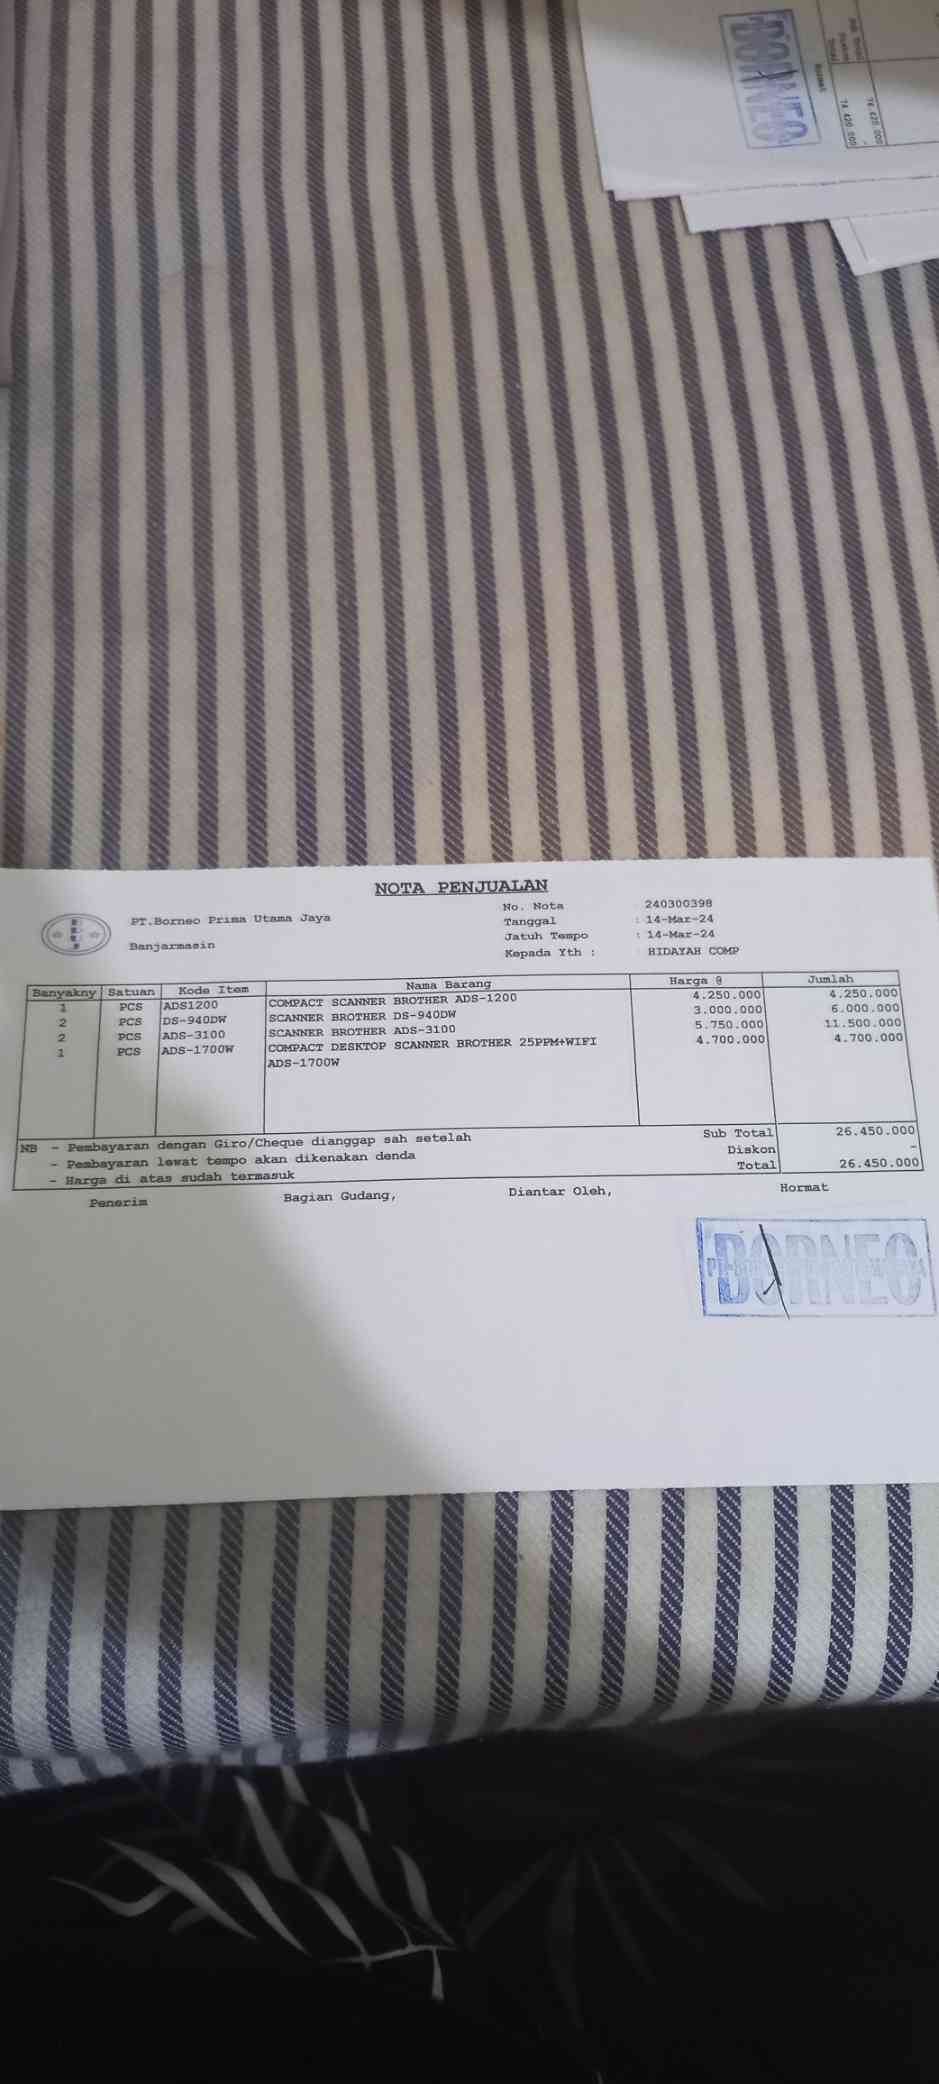 NOTA PENJUALAN
PT.Borneo Prima Utama Jaya
Banjarmasin
No. Nota 240300398
Tanggal : 14-Mar-24
Jatuh Tempo : 14-Mar-24
Kepada Yth : HIDAYAH COMP
Banyakny Satuan Kode Item Nama Barang Harga @ Jumlah
1 PCS ADS1200 COMPACT SCANNER BROTHER ADS-1200 4.250.000 4.250.000
2 PCS DS-940DW SCANNER BROTHER DS-940DW 3.000.000 6.000.000
2 PCS ADS-3100 SCANNER BROTHER ADS-3100 5.750.000 11.500.000
1 PCS ADS-1700W COMPACT DESKTOP SCANNER BROTHER 25PPM+WIFI 4.700.000 4.700.000
ADS-1700W
NB - Pembayaran dengan Giro/Cheque dianggap sah setelah Sub Total 26.450.000
- Pembayaran lewat tempo akan dikenakan denda Diskon -
- Harga di atas sudah termasuk Total 26.450.000
Penerim Bagian Gudang, Diantar Oleh, Hormat
BORNEO
BORNEO
Hormat